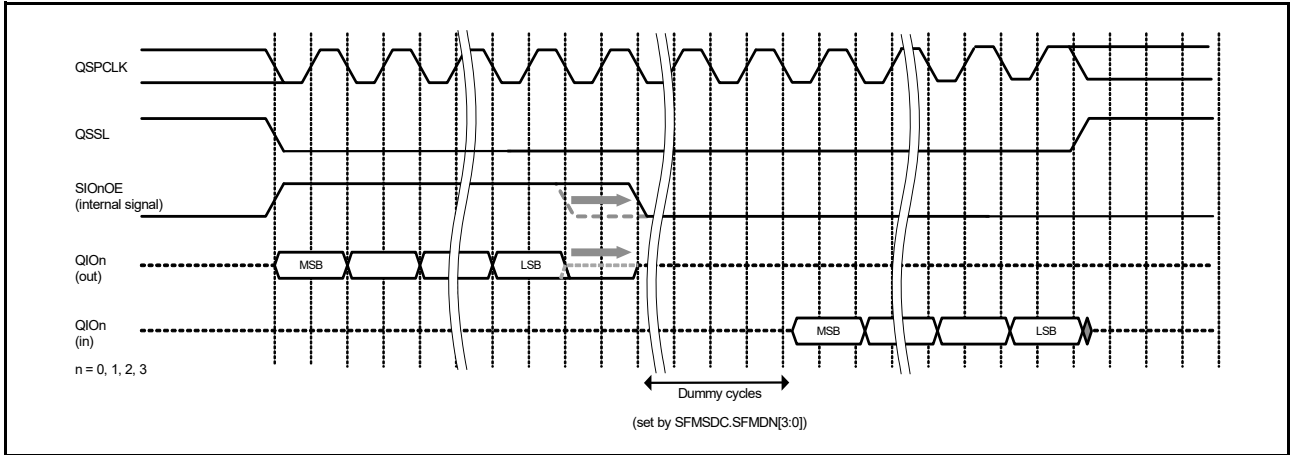 QSPCLK
QSSL
SIOnOE
(internal signal)
QIOn
(out)
MSB
LSB
QIOn
(in)
MSB
LSB
n = 0, 1, 2, 3
Dummy cycles
(set by SFMSDC.SFMDN[3:0])